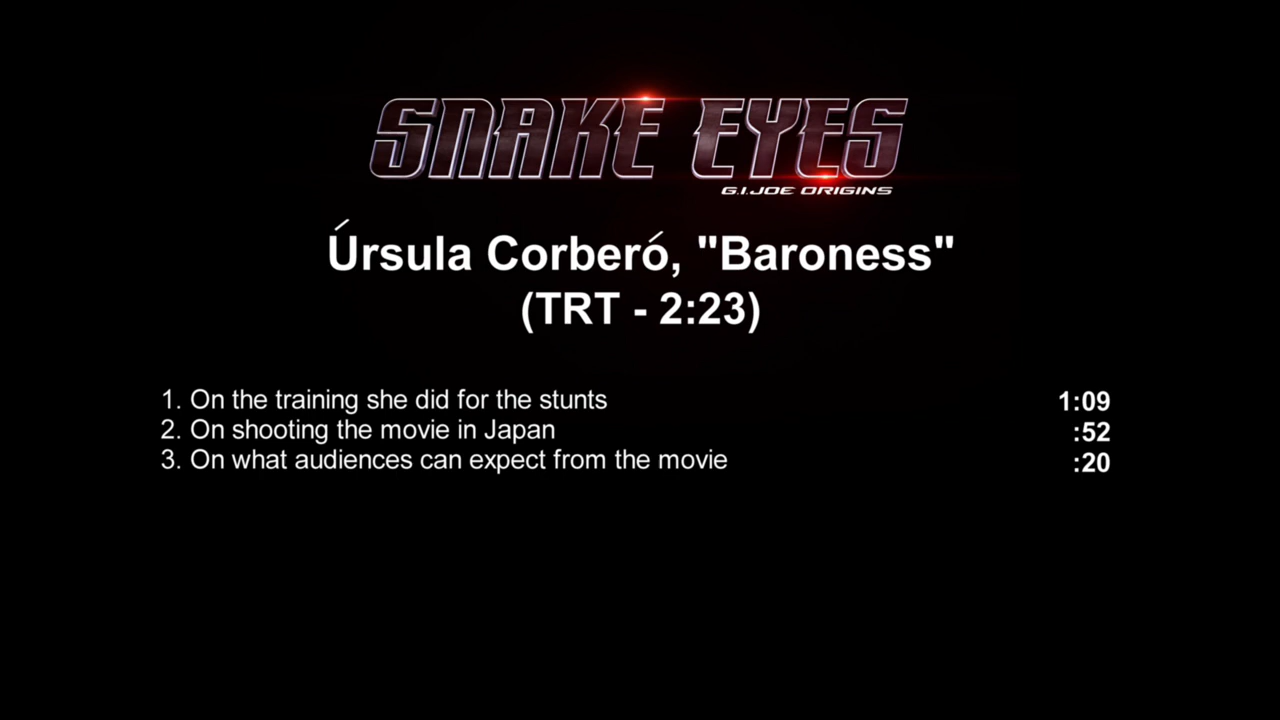 SNAKE EYES
G.I.JOE ORIGINS
Úrsula Corberó, "Baroness"
(TRT - 2:23)
1. On the training she did for the stunts 1:09
2. On shooting the movie in Japan :52
3. On what audiences can expect from the movie :20